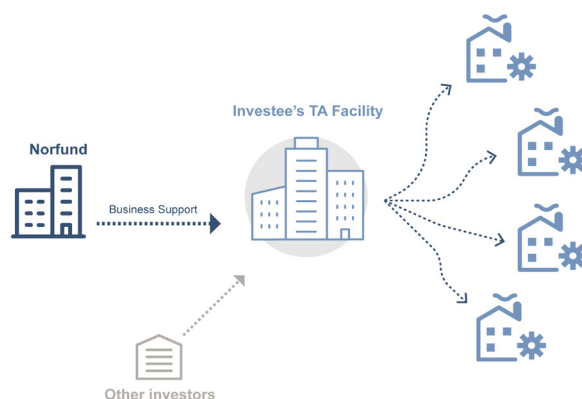 Investee's TA Facility
Norfund
Business Support
Other investors